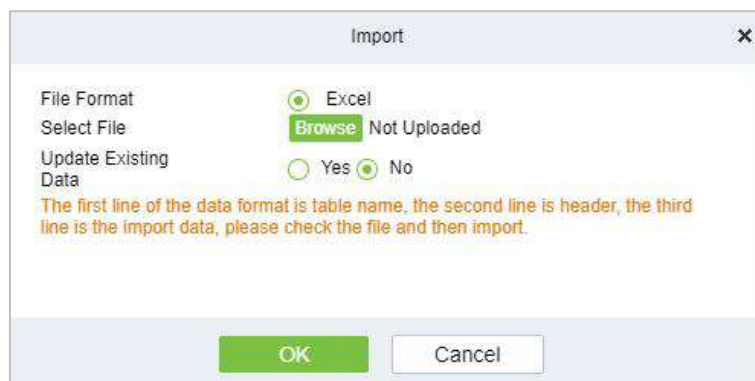 Import
File Format Excel
Select File Browse Not Uploaded
Update Existing
Data Yes No
The first line of the data format is table name, the second line is header, the third
line is the import data, please check the file and then import.
OK Cancel